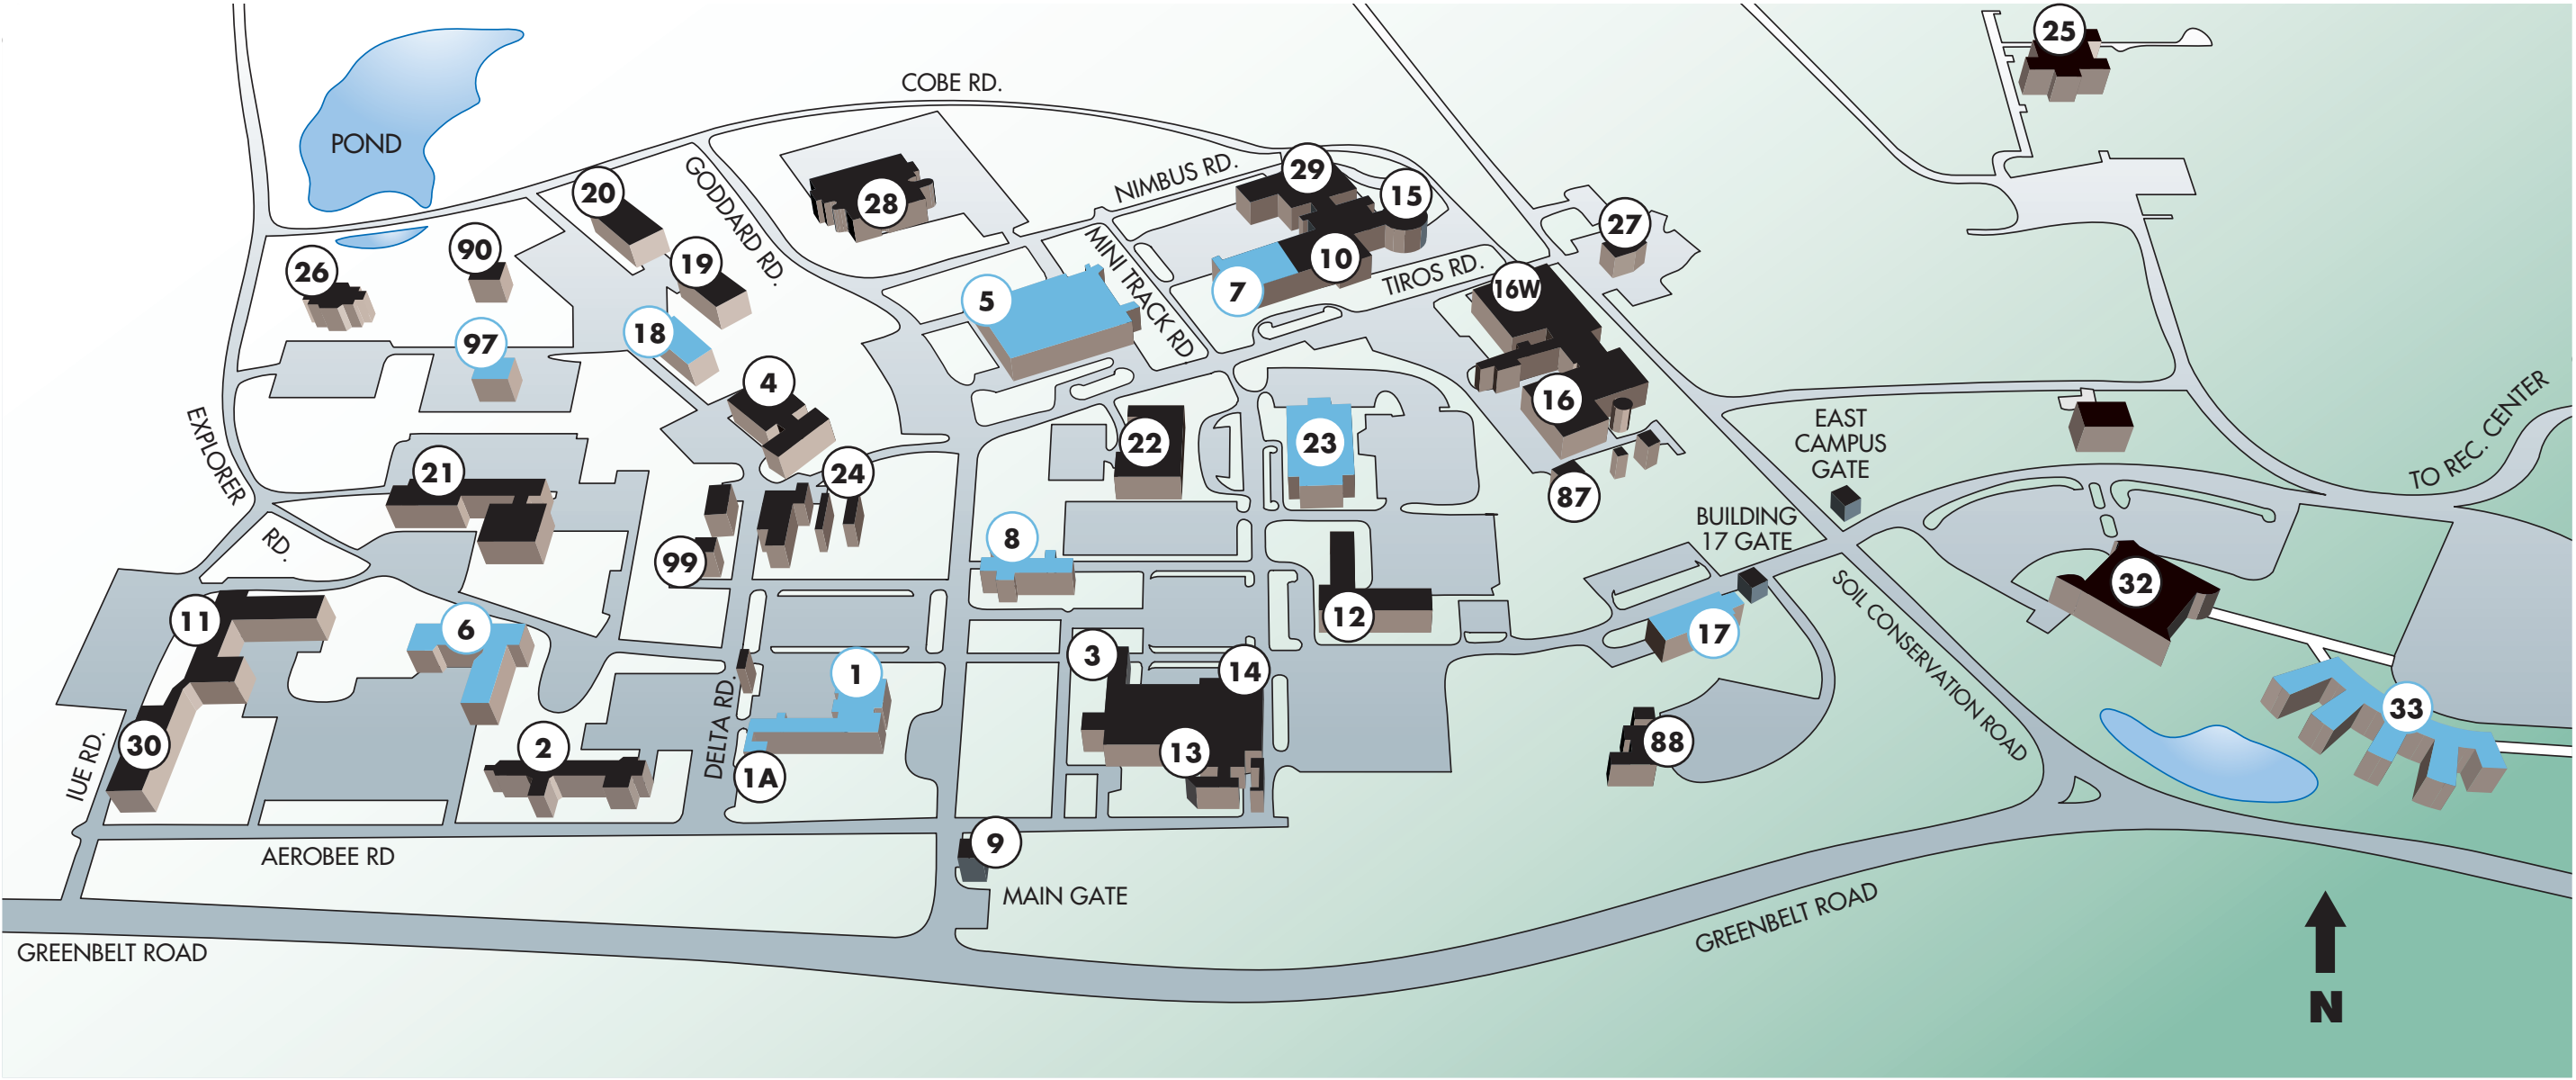 25
COBE RD.
POND
NIMBUS RD.
29
15
20
GODDARD RD.
28
27
90
26
19
MINI TRACK RD.
10
TIROS RD.
7
16W
5
18
97
4
16
EXPLORER
RD.
21
24
22
23
87
EAST
CAMPUS
GATE
TO REC. CENTER
BUILDING
17 GATE
8
99
SOIL CONSERVATION ROAD
32
11
6
12
17
3
14
1
33
30
IUE RD.
2
DELTA RD.
1A
13
88
9
AEROBEE RD
MAIN GATE
GREENBELT ROAD
GREENBELT ROAD
N